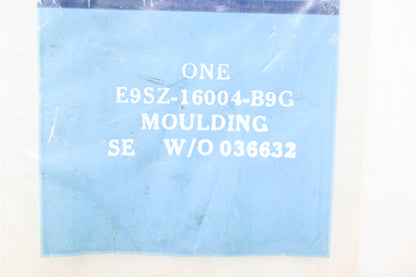 ONE
E9SZ-16004-B9G
MOULDING
SE W/O 036632